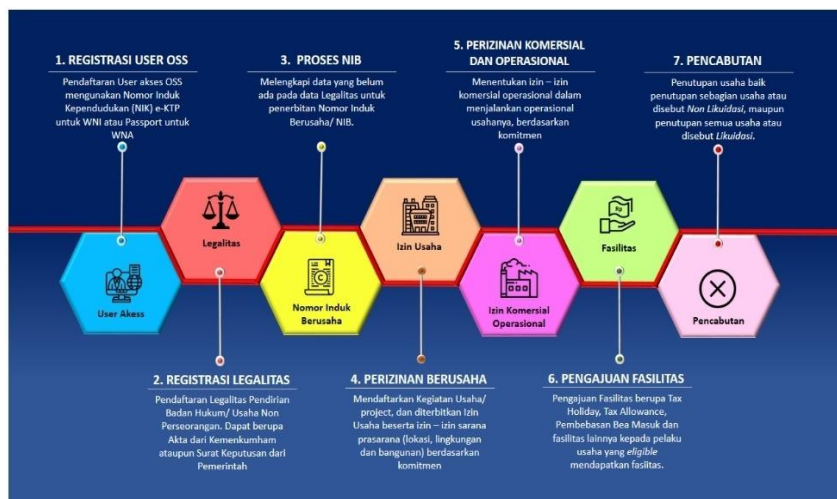 1. REGISTRASI USER OSS
Pendaftaran User akses OSS
mengunakan Nomor Induk
Kependudukan (NIK) e-KTP
untuk WNI atau Passport untuk
WNA
3. PROSES NIB
Melengkapi data yang belum
ada pada data Legalitas untuk
penerbitan Nomor Induk
Berusaha/ NIB.
5. PERIZINAN KOMERSIAL
DAN OPERASIONAL
Menentukan izin – izin
komersial operasional dalam
menjalankan operasional
usahanya, berdasarkan
komitmen
7. PENCABUTAN
Penutupan usaha baik
penutupan sebagian usaha atau
disebut Non Likuidasi, maupun
penutupan semua usaha atau
disebut Likuidasi.
User Akess
Legalitas
Nomor Induk
Berusaha
Izin Usaha
Izin Komersial
Operasional
Rp
Fasilitas
Pencabutan
2. REGISTRASI LEGALITAS
Pendaftaran Legalitas Pendirian
Badan Hukum/ Usaha Non
Perseorangan. Dapat berupa
Akta dari Kemenkumham
ataupun Surat Keputusan dari
Pemerintah
4. PERIZINAN BERUSAHA
Mendaftarkan Kegiatan Usaha/
project, dan diterbitkan Izin
Usaha beserta izin – izin sarana
prasarana (lokasi, lingkungan
dan bangunan) berdasarkan
komitmen
6. PENGAJUAN FASILITAS
Pengajuan Fasilitas berupa Tax
Holiday, Tax Allowance,
Pembebasan Bea Masuk dan
fasilitas lainnya kepada pelaku
usaha yang eligible
mendapatkan fasiitas.